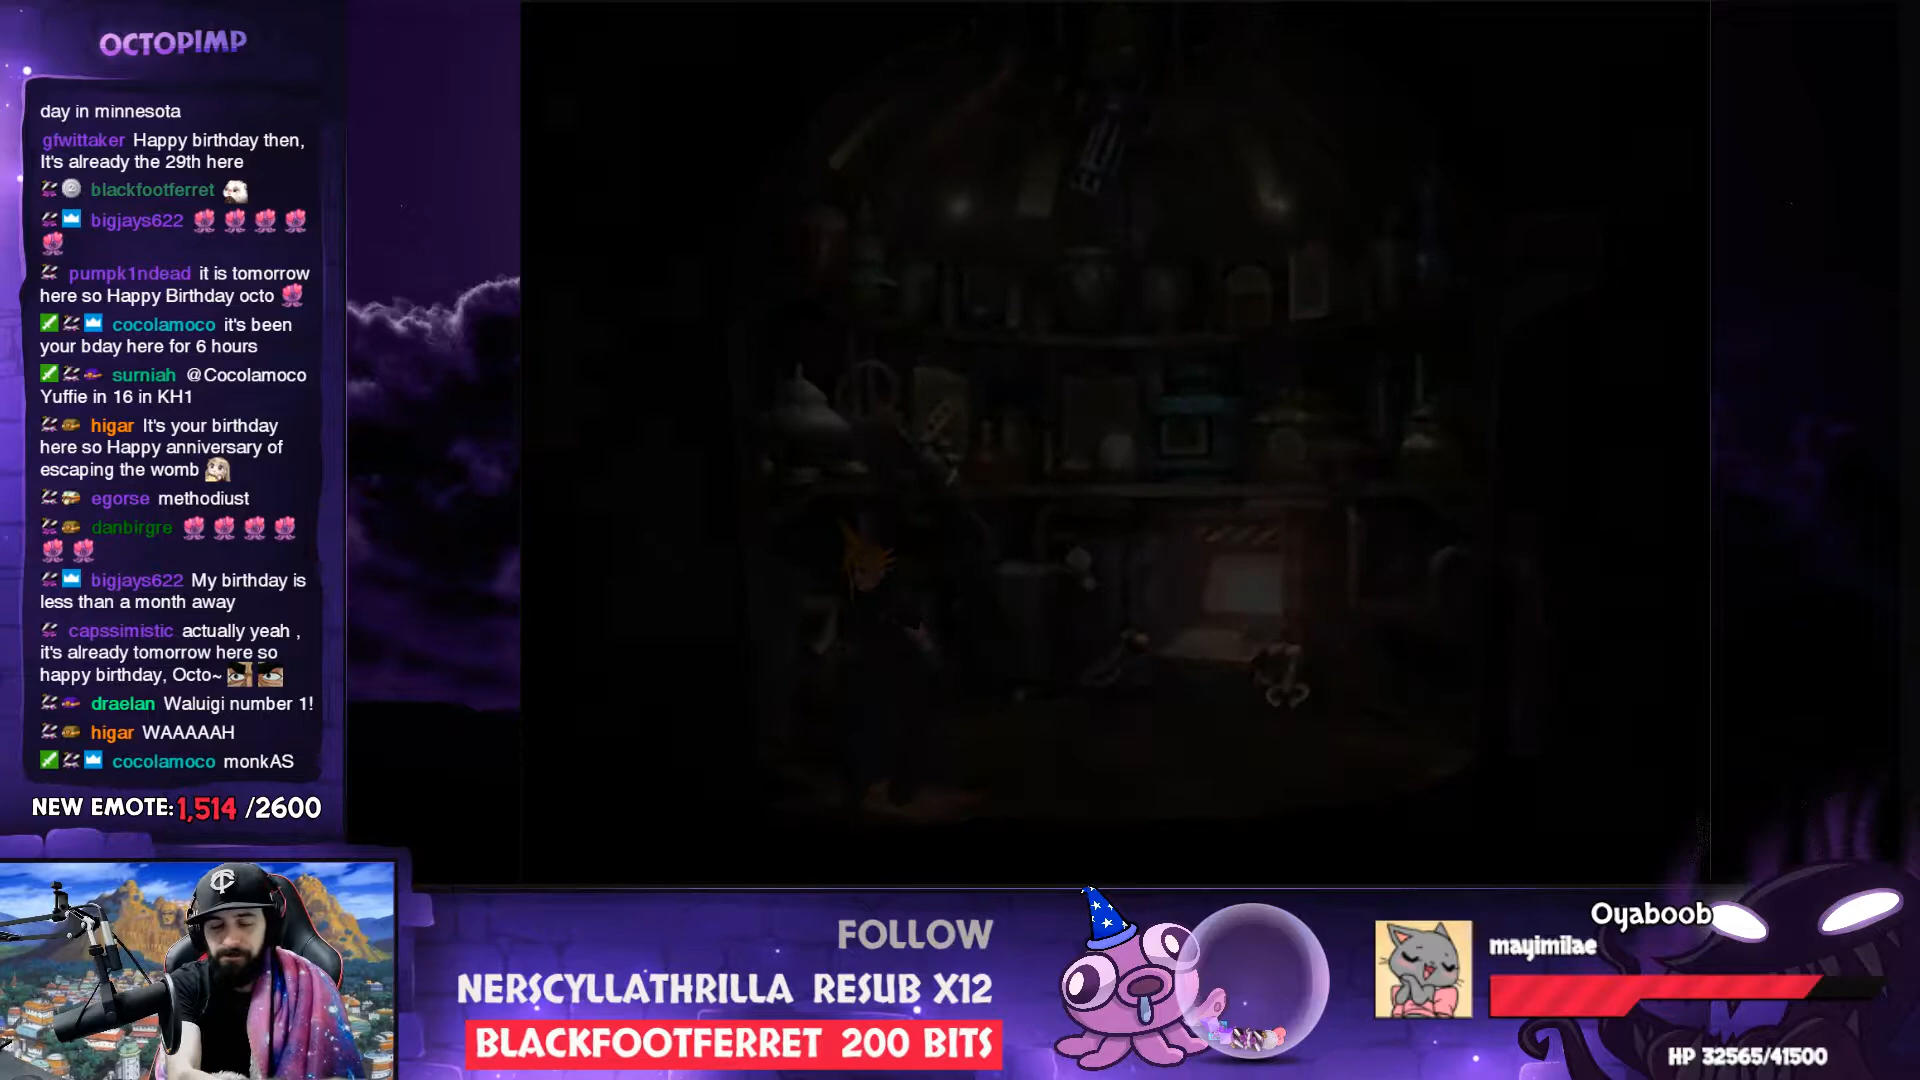 OCTOPIMP
day in minnesota
gfwittaker Happy birthday then,
It's already the 29th here
blackfootferret
bigjays622
pumpk1ndead it is tomorrow
here so Happy Birthday octo
cocolamoco it's been
your bday here for 6 hours
surniah @Cocolamoco
Yuffie in 16 in KH1
higar It's your birthday
here so Happy anniversary of
escaping the womb
egorse methodiust
danbirgre
bigjays622 My birthday is
less than a month away
capssimistic actually yeah ,
it's already tomorrow here so
happy birthday, Octo~
draelan Waluigi number 1!
higar WAAAAAH
cocolamoco monkAS
NEW EMOTE: 1,514 /2600
FOLLOW
NERSCYLLATHRILLA RESUB X12
BLACKFOOTFERRET 200 BITS
Oyaboob
mayimilae
HP 32565/41500